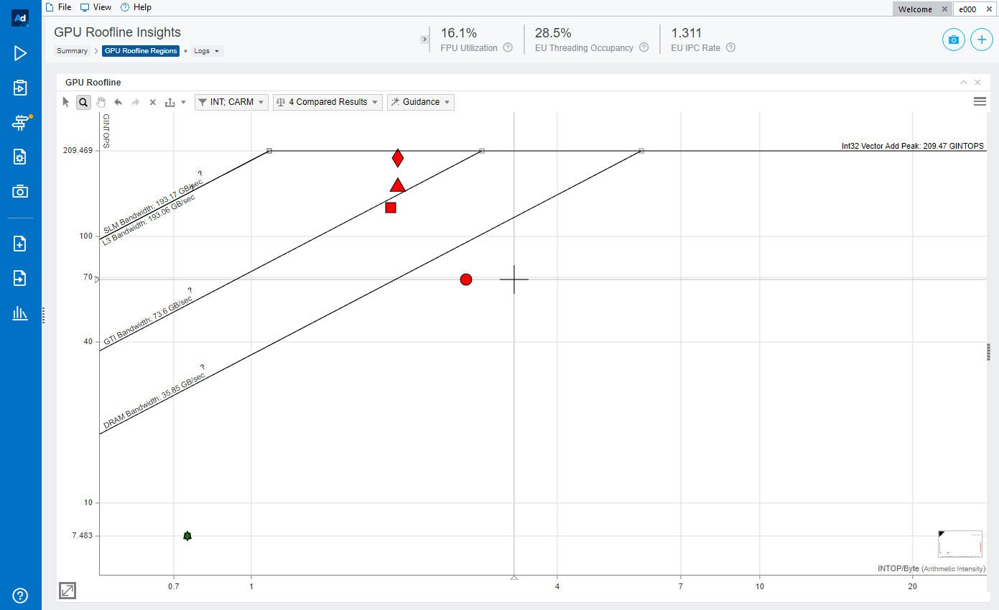 Ad
File View Help
Welcome e000
GPU Roofline Insights
Summary GPU Roofline Regions Logs
16.1%
FPU Utilization
28.5%
EU Threading Occupancy
1.311
EU IPC Rate
GPU Roofline
INT; CARM 4 Compared Results Guidance
GINTOPS
209.469
100
70
40
10
7.483
Int32 Vector Add Peak: 209.47 GINTOPS
SLM Bandwidth: 193.17 GB/sec
?
L3 Bandwidth: 193.06 GB/sec
?
GTI Bandwidth: 73.6 GB/sec
?
DRAM Bandwidth: 35.85 GB/sec
?
INTOP/Byte (Arithmetic Intensity)
0.7 1 4 7 10 20